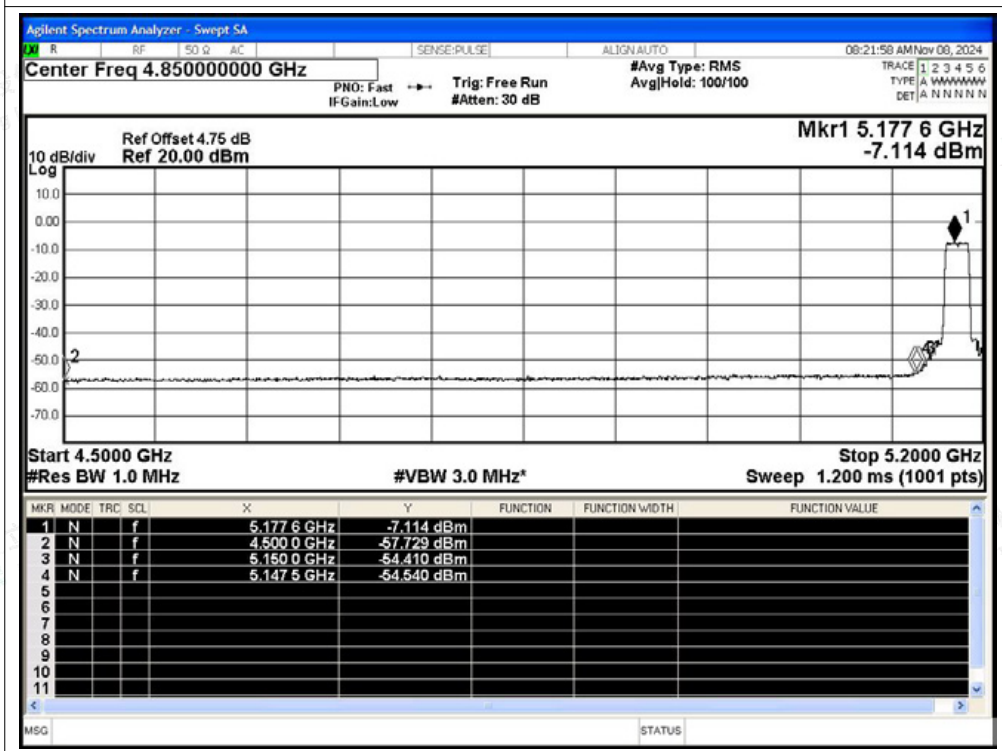 Agilent Spectrum Analyzer - Swept SA
R RF 50 Ω AC SENSE:PULSE ALIGN AUTO 08:21:58 AM Nov 08, 2024
Center Freq 4.850000000 GHz #Avg Type: RMS TRACE 1 2 3 4 5 6
PNO: Fast Trig: Free Run Avg|Hold: 100/100 TYPE A WWWWW
IFGain:Low #Atten: 30 dB DET A N N N N N
Mkr1 5.177 6 GHz
Ref Offset 4.75 dB
10 dB/div Ref 20.00 dBm -7.114 dBm
Log
10.0
0.00
1
-10.0
-20.0
-30.0
-40.0
-50.0 2
-60.0
-70.0
Start 4.5000 GHz Stop 5.2000 GHz
#Res BW 1.0 MHz #VBW 3.0 MHz* Sweep 1.200 ms (1001 pts)
MKR MODE TRC SCL X Y FUNCTION FUNCTION WIDTH FUNCTION VALUE
1 N f 5.177 6 GHz -7.114 dBm
2 N f 4.500 0 GHz -57.729 dBm
3 N f 5.150 0 GHz -54.410 dBm
4 N f 5.147 5 GHz -54.540 dBm
5
6
7
8
9
10
11
MSG STATUS